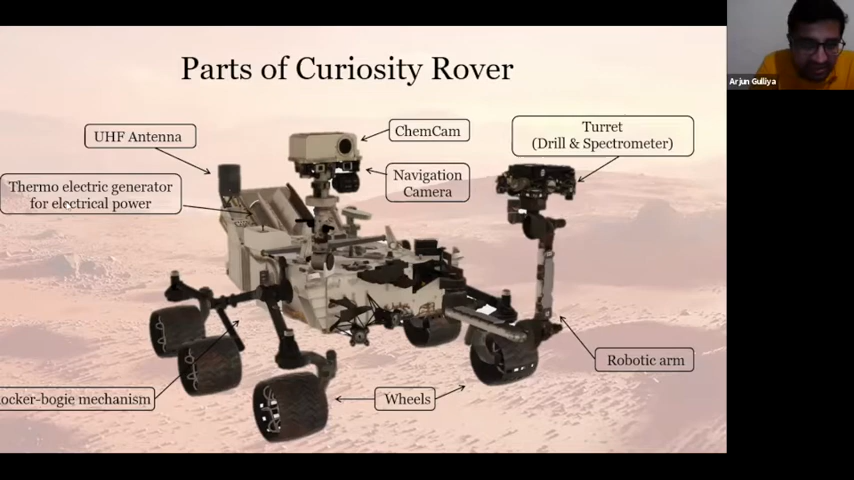 Parts of Curiosity Rover
Arjun Gulliya
UHF Antenna
ChemCam
Turret
(Drill & Spectrometer)
Thermo electric generator
for electrical power
Navigation
Camera
Robotic arm
ocker-bogie mechanism
Wheels